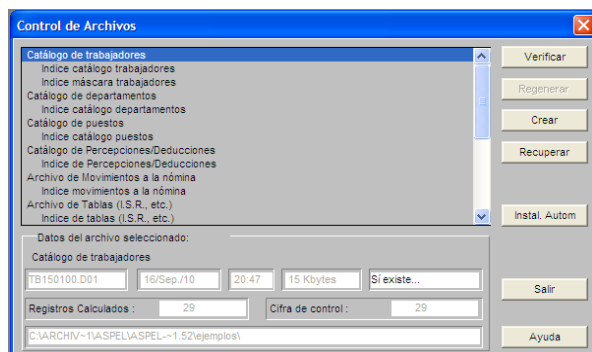 Control de Archivos
Catálogo de trabajadores
Indice catálogo trabajadores
Indice máscara trabajadores
Catálogo de departamentos
Indice catálogo departamentos
Catálogo de puestos
Indice catálogo puestos
Catálogo de Percepciones/Deducciones
Indice de Percepciones/Deducciones
Archivo de Movimientos a la nómina
Indice movimientos a la nómina
Archivo de Tablas (I.S.R., etc.)
Indice de tablas (I.S.R., etc.)
Verificar
Regenerar
Crear
Recuperar
Instal. Autom
Salir
Ayuda
Datos del archivo seleccionado:
Catálogo de trabajadores
TB150100.D01 16/Sep./10 20:47 15 Kbytes Sí existe...
Registros Calculados : 29 Cifra de control : 29
C:\ARCHIV~1\ASPEL\ASPEL-~1.52\ejemplos\